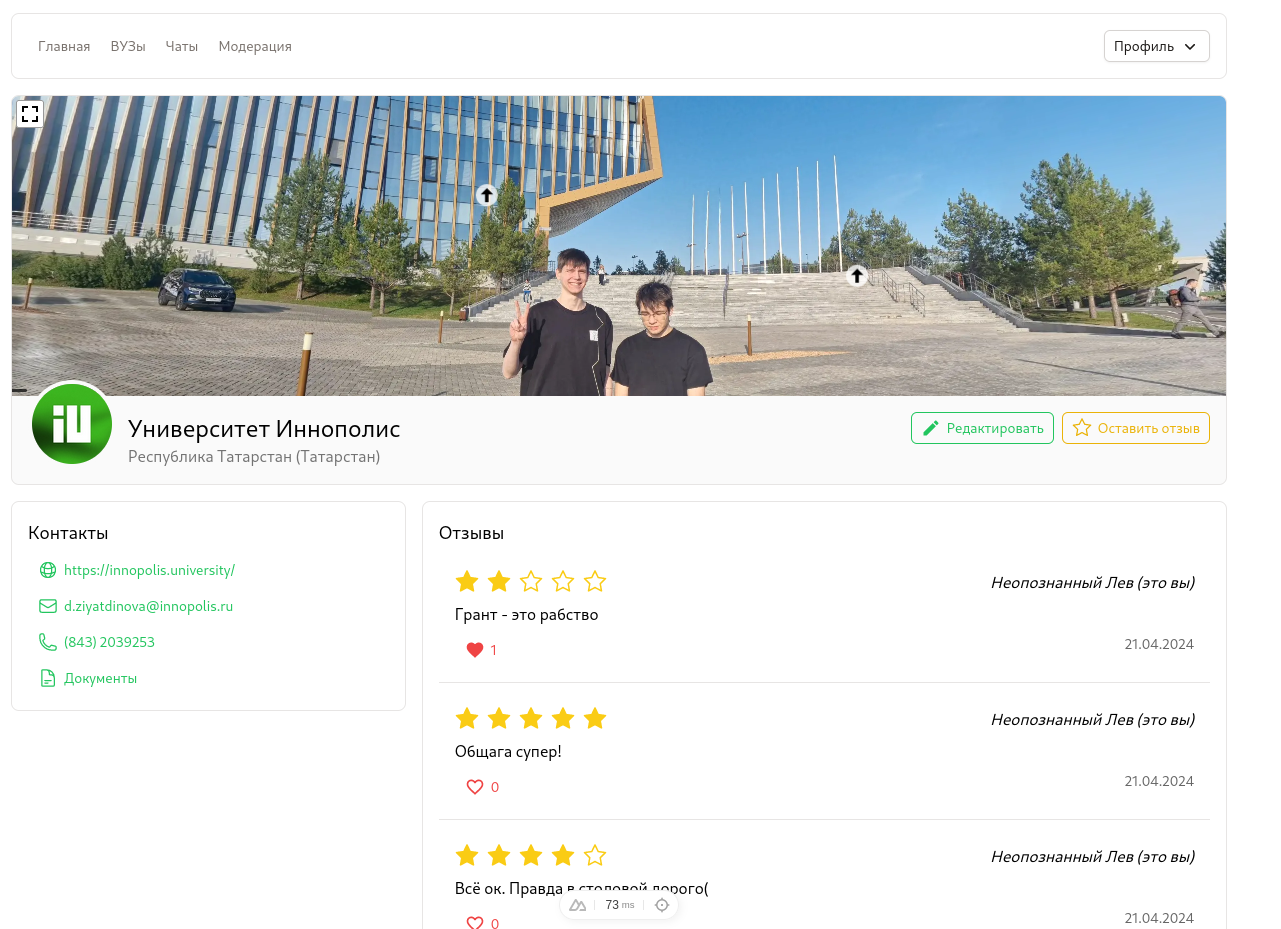 Главная ВУЗы Чаты Модерация Профиль
iU
Университет Иннополис
Республика Татарстан (Татарстан)
Редактировать Оставить отзыв
Контакты
https://innopolis.university/
d.ziyatdinova@innopolis.ru
(843) 2039253
Документы
Отзывы
Неопознанный Лев (это вы)
Грант - это рабство
1
21.04.2024
Неопознанный Лев (это вы)
Общага супер!
0
21.04.2024
Неопознанный Лев (это вы)
Всё ок. Правда в столовой дорого(
0
21.04.2024
73 ms